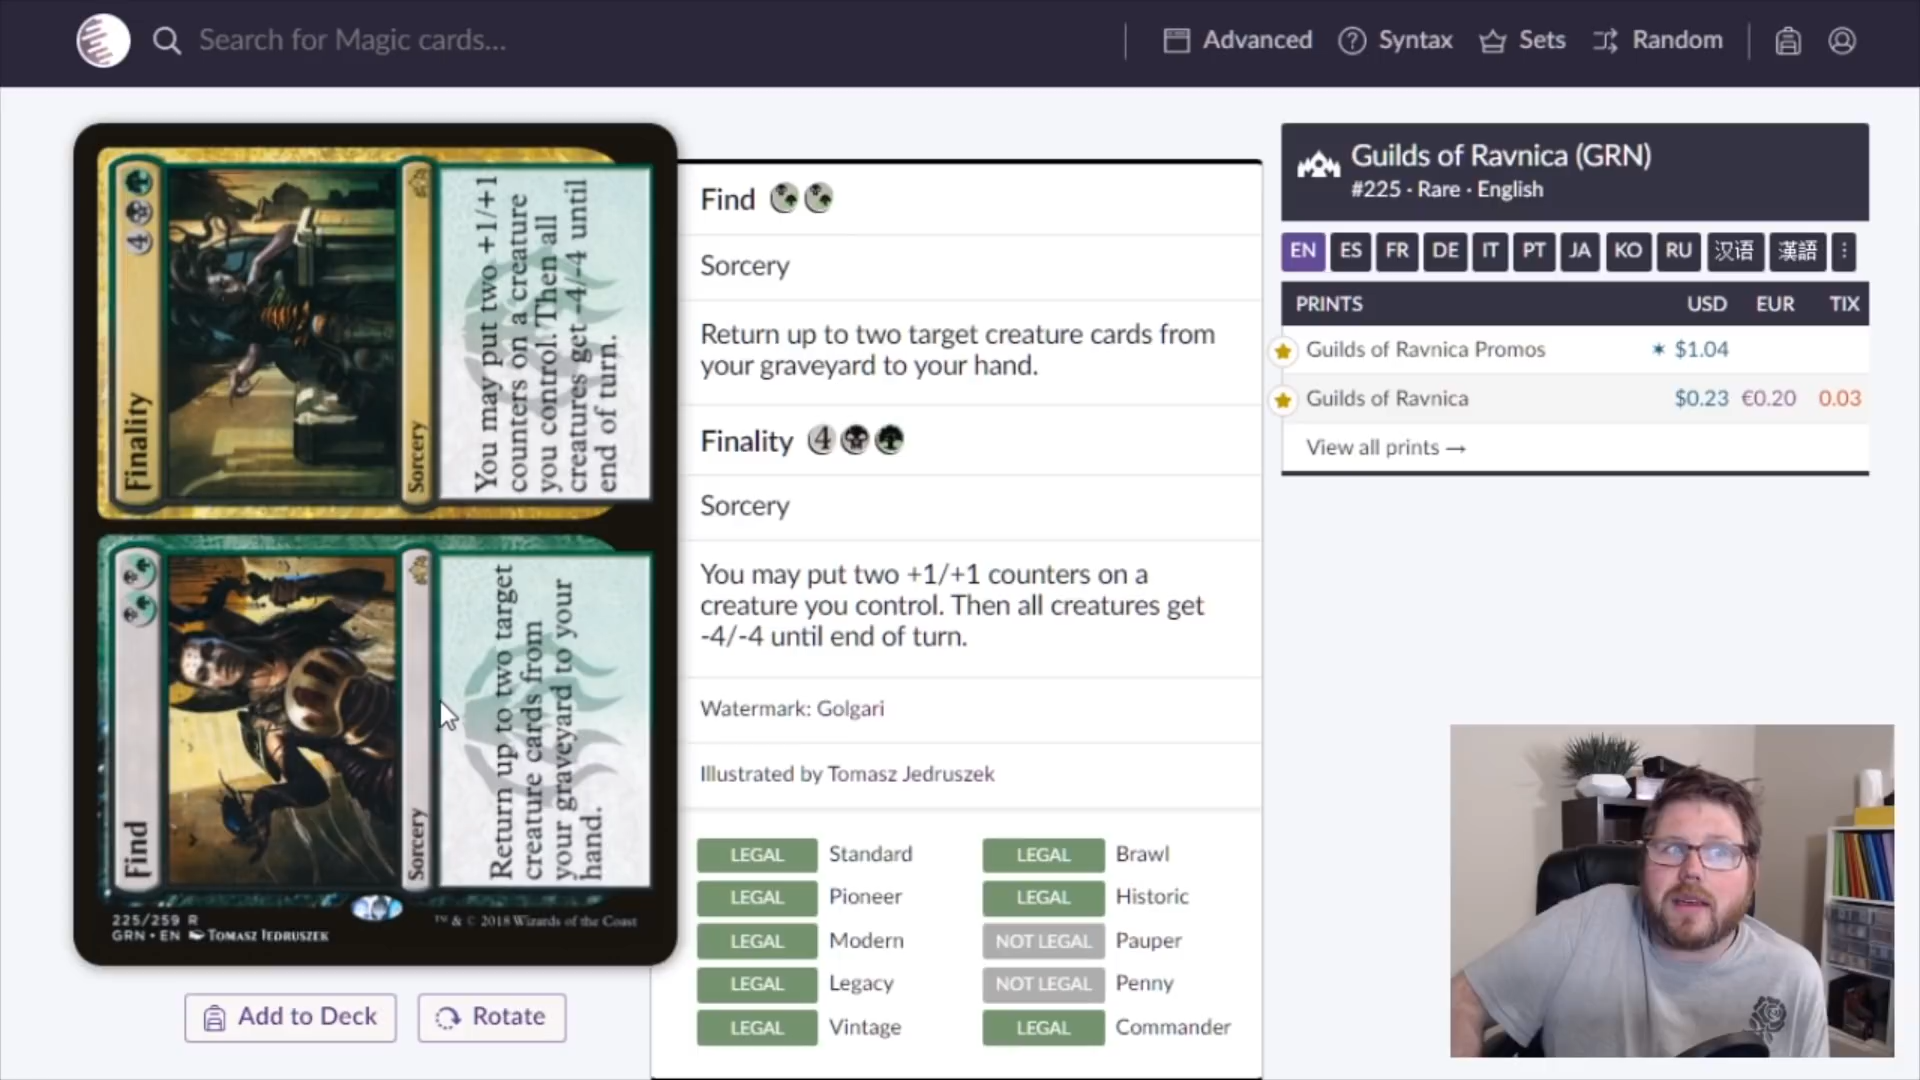 Search for Magic cards...
Advanced
Syntax
Sets
Random
Finality
4
Sorcery
You may put two +1/+1
counters on a creature
you control. Then all
creatures get -4/-4 until
end of turn.
Find
Sorcery
Return up to two target
creature cards from
your graveyard to your
hand.
225/259 R
GRN • EN TOMASZ JEDRUSZEK
™ & © 2018 Wizards of the Coast
Add to Deck
Rotate
Find
Sorcery
Return up to two target creature cards from
your graveyard to your hand.
Finality 4
Sorcery
You may put two +1/+1 counters on a
creature you control. Then all creatures get
-4/-4 until end of turn.
Watermark: Golgari
Illustrated by Tomasz Jedruszek
LEGAL Standard LEGAL Brawl
LEGAL Pioneer LEGAL Historic
LEGAL Modern NOT LEGAL Pauper
LEGAL Legacy NOT LEGAL Penny
LEGAL Vintage LEGAL Commander
Guilds of Ravnica (GRN)
#225 · Rare · English
EN ES FR DE IT PT JA KO RU 汉语 漢語
PRINTS USD EUR TIX
Guilds of Ravnica Promos $1.04
Guilds of Ravnica $0.23 €0.20 0.03
View all prints →